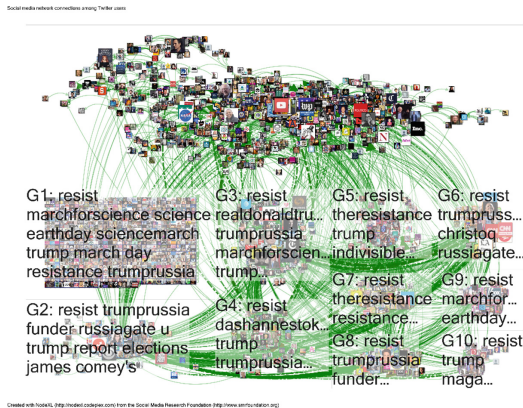 Social media network connections among Twitter users
G1: resist
marchforscience science
earthday sciencemarch
trump march day
resistance trumprussia
G2: resist trumprussia
funder russiagate u
trump report elections
james comey's
G3: resist
realdonaldtru...
trumprussia
marchforscien...
trump...
G4: resist
dashannestok...
trump
trumprussia...
G5: resist
theresistance
trump
indivisible...
G7: resist
theresistance
resistance...
G8: resist
trumprussia
funder...
G6: resist
trumpruss...
christoq
russiagate...
G9: resist
marchfor...
earthday...
G10: resist
trump
maga...
Created with NodeXL (http://nodexl.codeplex.com) from the Social Media Research Foundation (http://www.smrfoundation.org)